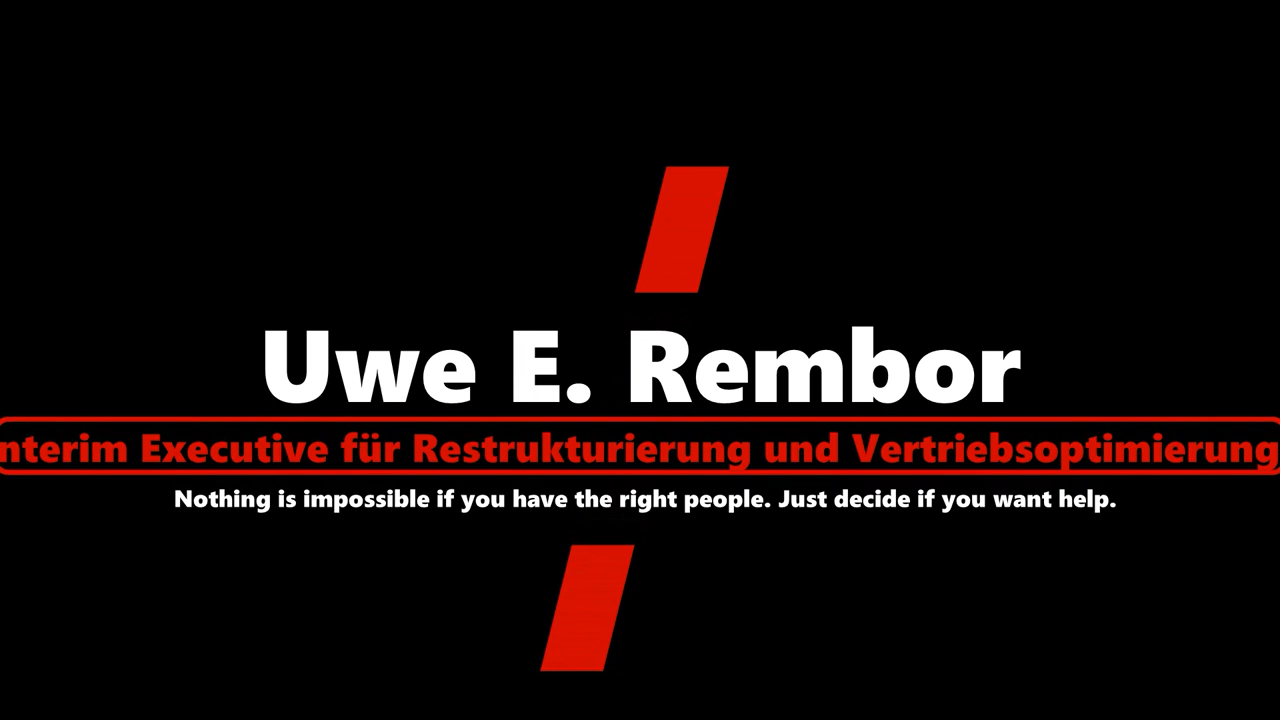 Uwe E. Rembor
nterim Executive für Restrukturierung und Vertriebsoptimierung
Nothing is impossible if you have the right people. Just decide if you want help.